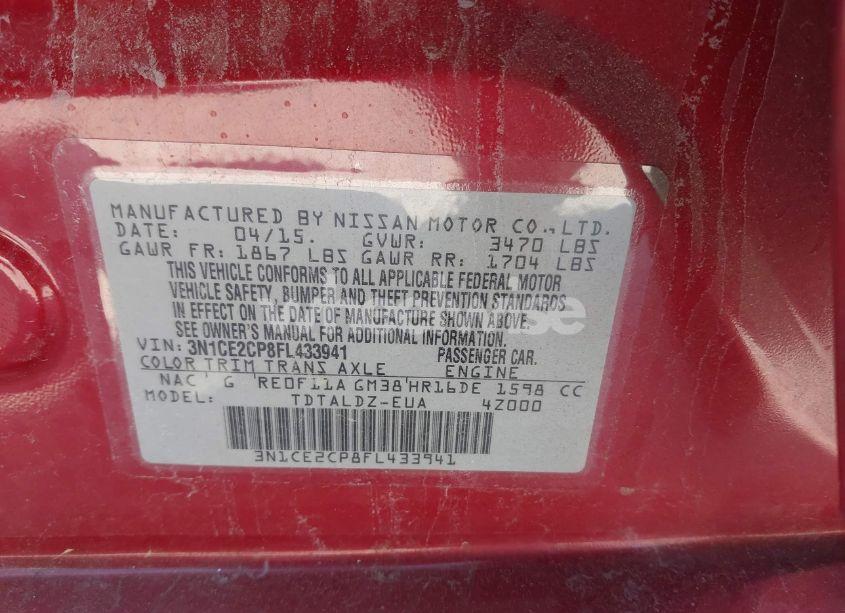 MANUFACTURED BY NISSAN MOTOR CO., LTD.
DATE: 04/15. GVWR: 3470 LBS
GAWR FR: 1867 LBS GAWR RR: 1704 LBS
THIS VEHICLE CONFORMS TO ALL APPLICABLE FEDERAL MOTOR
VEHICLE SAFETY, BUMPER AND THEFT PREVENTION STANDARDS
IN EFFECT ON THE DATE OF MANUFACTURE SHOWN ABOVE.
SEE OWNER'S MANUAL FOR ADDITIONAL INFORMATION.
VIN: 3N1CE2CP8FL433941 PASSENGER CAR.
COLOR TRIM TRANS AXLE ENGINE
NAC ' G 'RE0F11A GM38'HR16DE 1598 CC
MODEL: TDTALDZ-EUA 4Z000
3N1CE2CP8FL433941